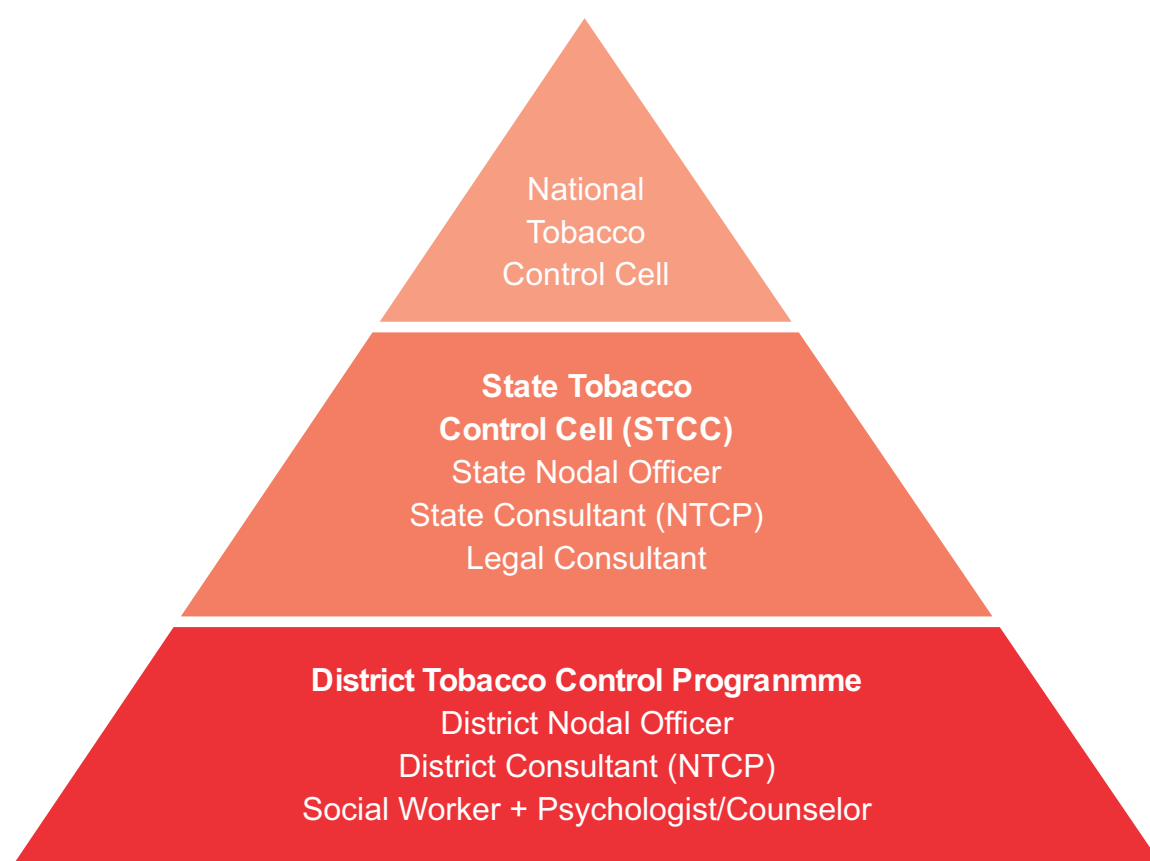 National
Tobacco
Control Cell
State Tobacco
Control Cell (STCC)
State Nodal Officer
State Consultant (NTCP)
Legal Consultant
District Tobacco Control Progranmme
District Nodal Officer
District Consultant (NTCP)
Social Worker + Psychologist/Counselor